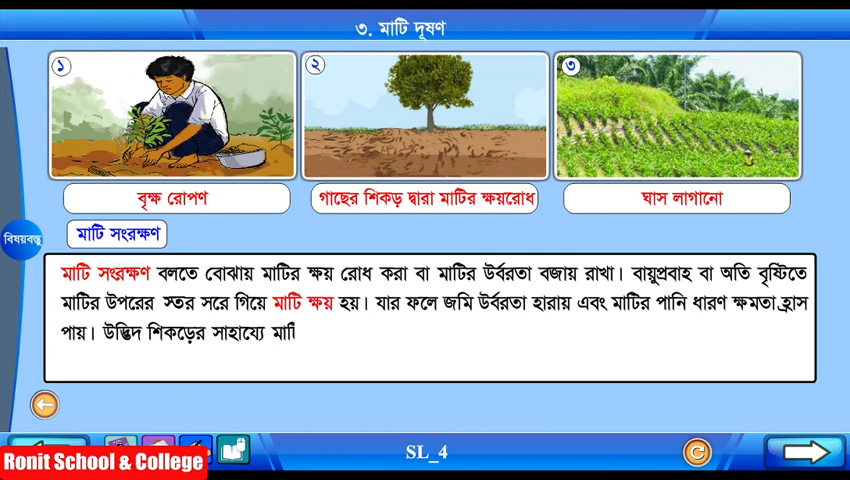 ৩. মাটি দূষণ
১
২
৩
বৃক্ষ রোপণ
গাছের শিকড় দ্বারা মাটির ক্ষয়রোধ
ঘাস লাগানো
বিষয়বস্তু
মাটি সংরক্ষণ
মাটি সংরক্ষণ বলতে বোঝায় মাটির ক্ষয় রোধ করা বা মাটির উর্বরতা বজায় রাখা। বায়ুপ্রবাহ বা অতি বৃষ্টিতে
মাটির উপরের স্তর সরে গিয়ে মাটি ক্ষয় হয়। যার ফলে জমি উর্বরতা হারায় এবং মাটির পানি ধারণ ক্ষমতা হ্রাস
পায়। উদ্ভিদ শিকড়ের সাহায্যে মাটি
SL_4
Ronit School & College